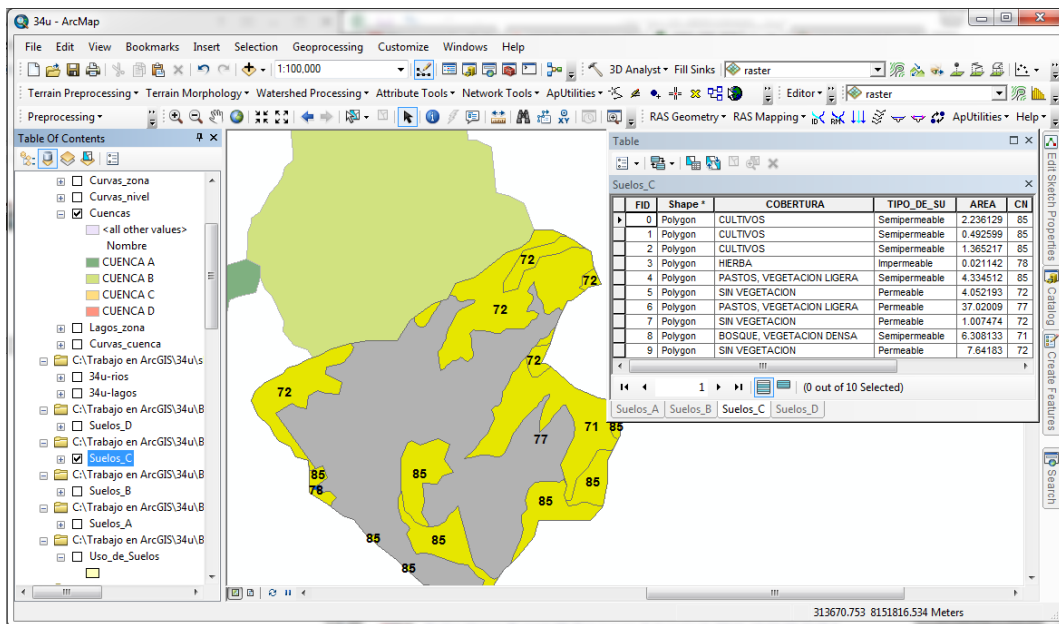 34u - ArcMap
File Edit View Bookmarks Insert Selection Geoprocessing Customize Windows Help
1:100,000 3D Analyst Fill Sinks raster
Terrain Preprocessing Terrain Morphology Watershed Processing Attribute Tools Network Tools ApUtilities Editor raster
Preprocessing RAS Geometry RAS Mapping ApUtilities Help
Table Of Contents
Curvas_zona
Curvas_nivel
Cuencas
<all other values>
Nombre
CUENCA A
CUENCA B
CUENCA C
CUENCA D
Lagos_zona
Curvas_cuenca
C:\Trabajo en ArcGIS\34u\s
34u-rios
34u-lagos
C:\Trabajo en ArcGIS\34u\B
Suelos_D
C:\Trabajo en ArcGIS\34u\B
Suelos_C
C:\Trabajo en ArcGIS\34u\B
Suelos_B
C:\Trabajo en ArcGIS\34u\B
Suelos_A
C:\Trabajo en ArcGIS\34u\B
Uso_de_Suelos
72
72
72
72
72
77
71
85
85
78
85
85
85
85
85
85
Table
Suelos_C
FID Shape * COBERTURA TIPO_DE_SU AREA CN
0 Polygon CULTIVOS Semipermeable 2.236129 85
1 Polygon CULTIVOS Semipermeable 0.492599 85
2 Polygon CULTIVOS Semipermeable 1.365217 85
3 Polygon HIERBA Impermeable 0.021142 78
4 Polygon PASTOS, VEGETACION LIGERA Semipermeable 4.334512 85
5 Polygon SIN VEGETACION Permeable 4.052193 72
6 Polygon PASTOS, VEGETACION LIGERA Permeable 37.02009 77
7 Polygon SIN VEGETACION Permeable 1.007474 72
8 Polygon BOSQUE, VEGETACION DENSA Semipermeable 6.308133 71
9 Polygon SIN VEGETACION Permeable 7.64183 72
1 (0 out of 10 Selected)
Suelos_A Suelos_B Suelos_C Suelos_D
Edit Sketch Properties
Catalog
Create Features
Search
313670.753 8151816.534 Meters